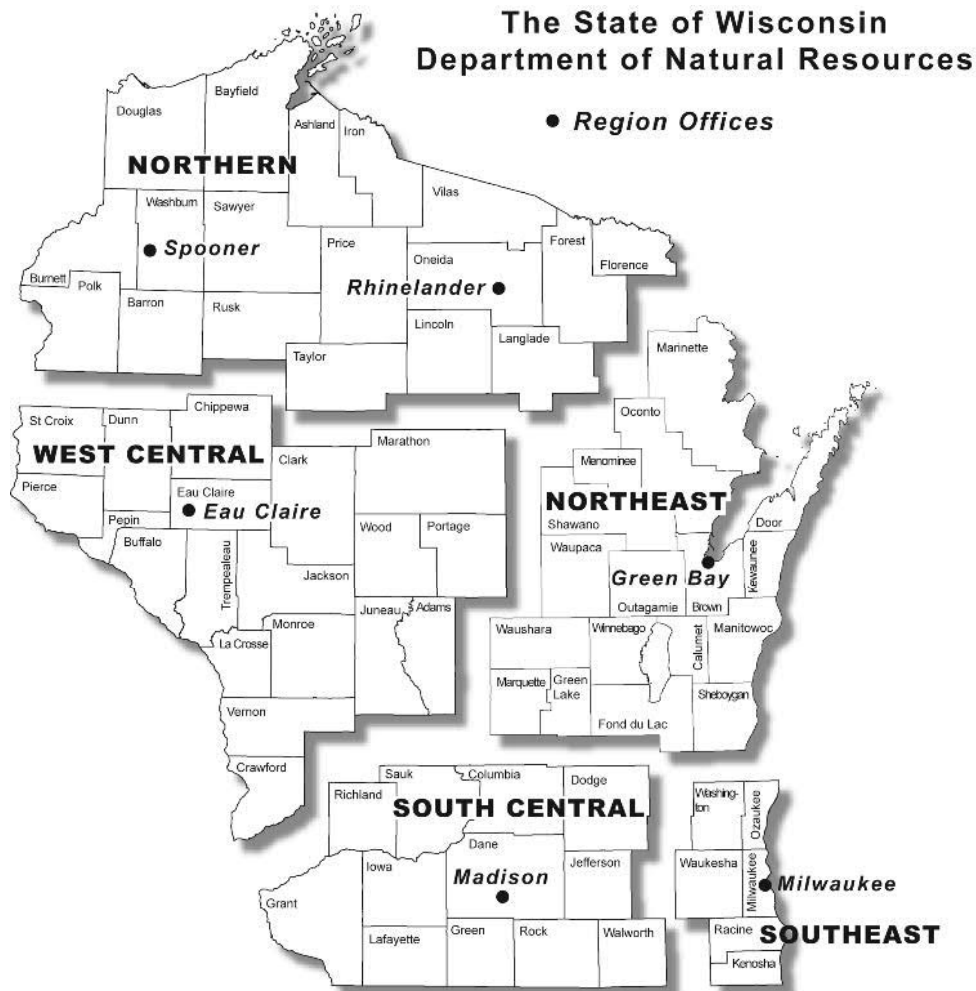 The State of Wisconsin
Department of Natural Resources
Region Offices
Bayfield
Douglas
Ashland
Iron
NORTHERN
Vilas
Washburn
Sawyer
Price
Forest
Spooner
Oneida
Florence
Burnett
Polk
Rhinelander
Barron
Rusk
Lincoln
Langlade
Taylor
Marinette
Chippewa
St Croix
Dunn
Oconto
WEST CENTRAL
Marathon
Clark
Menominee
Pierce
Eau Claire
Eau Claire
NORTHEAST
Pepin
Wood
Portage
Shawano
Door
Buffalo
Waupaca
Trempealeau
Jackson
Green Bay
Kewaunee
Juneau
Adams
Outagamie
Brown
Monroe
La Crosse
Waushara
Winnebago
Calumet
Manitowoc
Marquette
Green
Lake
Sheboygan
Vernon
Fond du Lac
Crawford
Sauk
Columbia
Dodge
Richland
SOUTH CENTRAL
Washing-
ton
Ozaukee
Dane
Iowa
Jefferson
Waukesha
Milwaukee
Madison
Milwaukee
Grant
Lafayette
Green
Rock
Walworth
Racine
SOUTHEAST
Kenosha